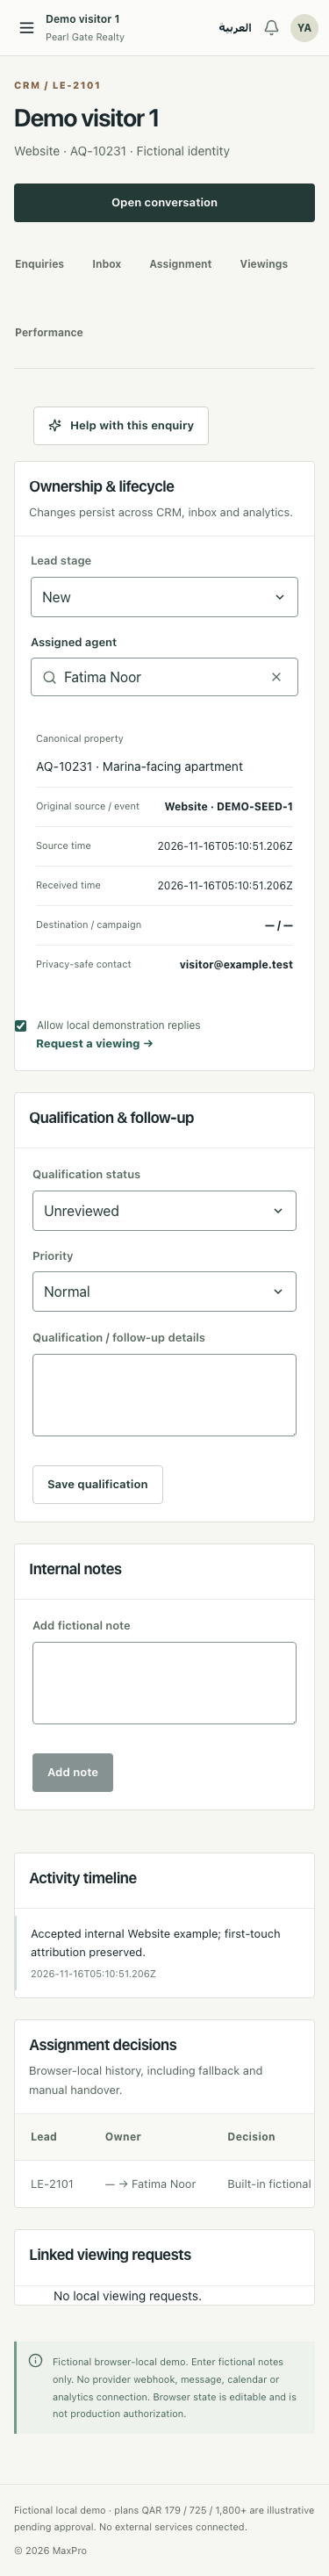 Demo visitor 1
Pearl Gate Realty
العربية
YA
CRM / LE-2101
Demo visitor 1
Website · AQ-10231 · Fictional identity
Open conversation
Enquiries Inbox Assignment Viewings
Performance
Help with this enquiry
Ownership & lifecycle
Changes persist across CRM, inbox and analytics.
Lead stage
New
Assigned agent
Fatima Noor
Canonical property
AQ-10231 · Marina-facing apartment
Original source / event Website · DEMO-SEED-1
Source time 2026-11-16T05:10:51.206Z
Received time 2026-11-16T05:10:51.206Z
Destination / campaign — / —
Privacy-safe contact visitor@example.test
Allow local demonstration replies
Request a viewing →
Qualification & follow-up
Qualification status
Unreviewed
Priority
Normal
Qualification / follow-up details
Save qualification
Internal notes
Add fictional note
Add note
Activity timeline
Accepted internal Website example; first-touch
attribution preserved.
2026-11-16T05:10:51.206Z
Assignment decisions
Browser-local history, including fallback and
manual handover.
Lead Owner Decision
LE-2101 — → Fatima Noor Built-in fictional
Linked viewing requests
No local viewing requests.
Fictional browser-local demo. Enter fictional notes
only. No provider webhook, message, calendar or
analytics connection. Browser state is editable and is
not production authorization.
Fictional local demo · plans QAR 179 / 725 / 1,800+ are illustrative
pending approval. No external services connected.
© 2026 MaxPro